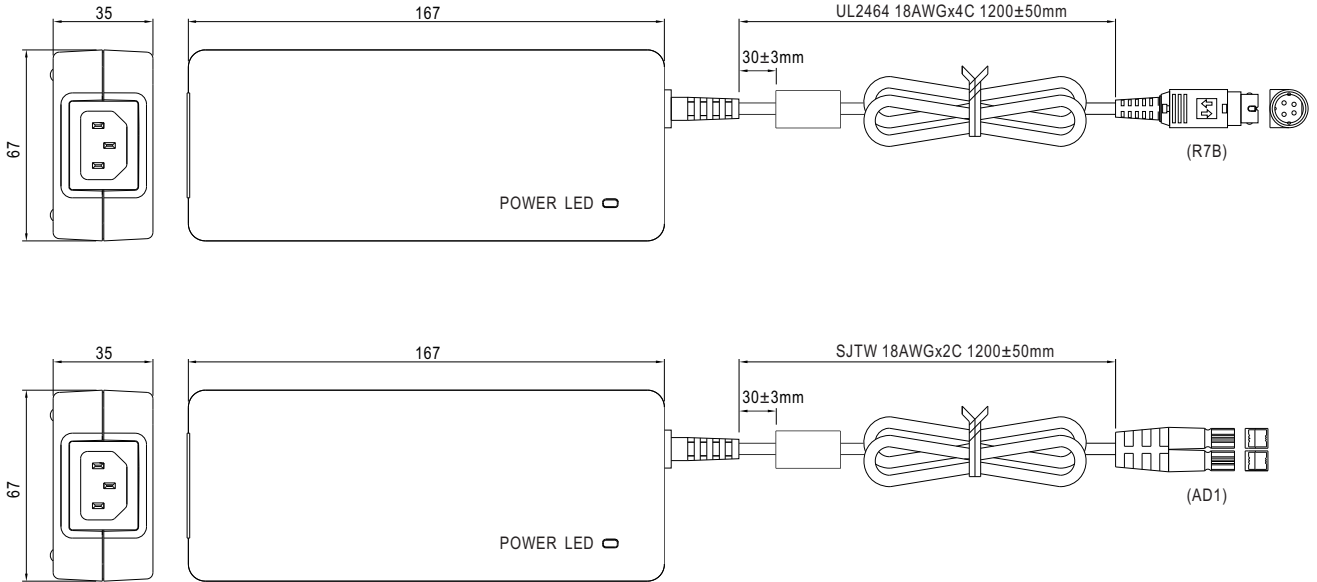 35
167
UL2464 18AWGx4C 1200±50mm
30±3mm
67
POWER LED
(R7B)
35
167
SJTW 18AWGx2C 1200±50mm
30±3mm
67
POWER LED
(AD1)